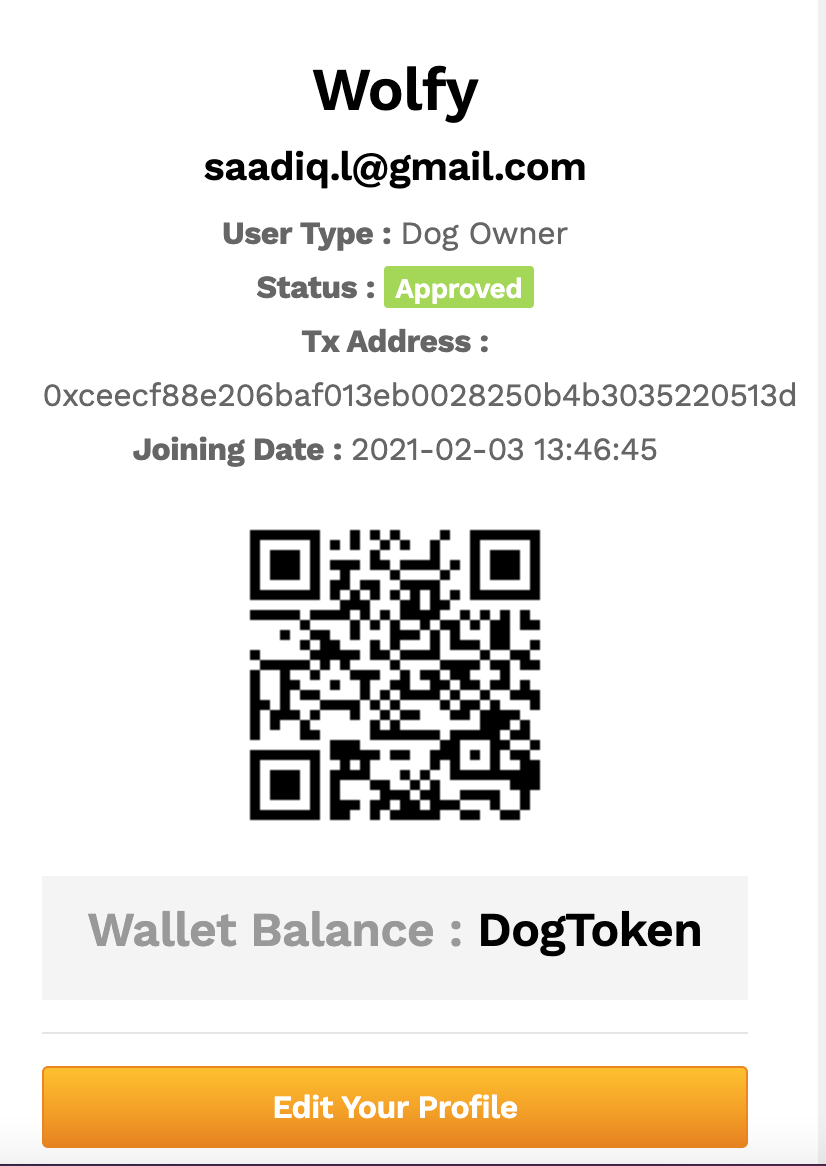 Wolfy
saadiq.l@gmail.com
User Type : Dog Owner
Status : Approved
Tx Address :
0xceecf88e206baf013eb0028250b4b3035220513d
Joining Date : 2021-02-03 13:46:45
Wallet Balance : DogToken
Edit Your Profile